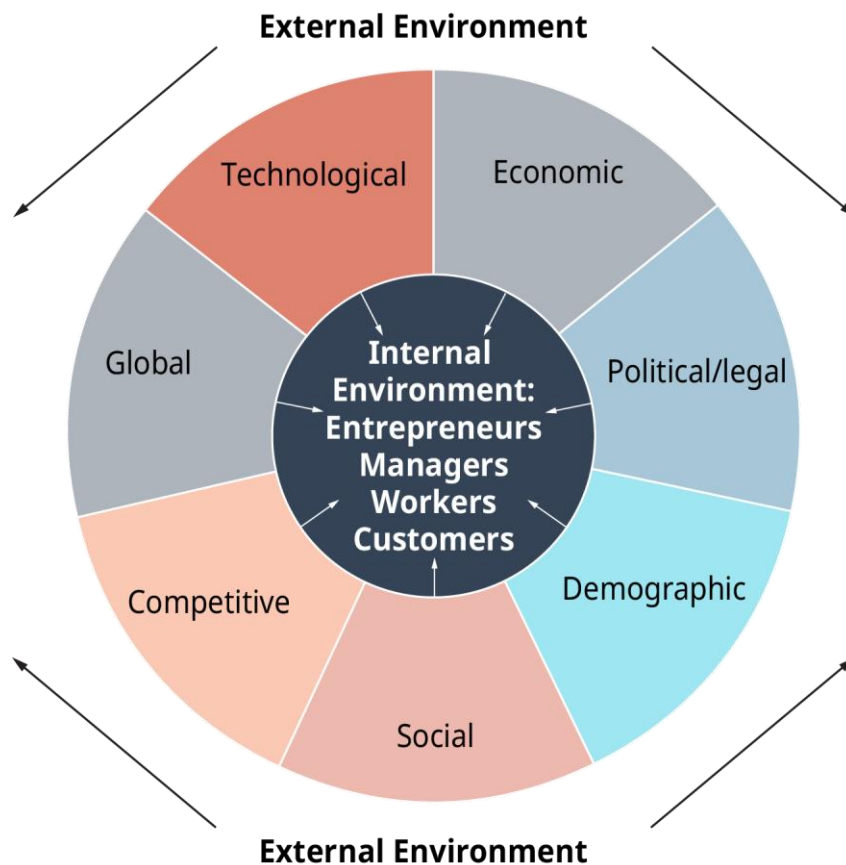 External Environment
Technological
Economic
Global
Political/legal
Internal
Environment:
Entrepreneurs
Managers
Workers
Customers
Competitive
Demographic
Social
External Environment